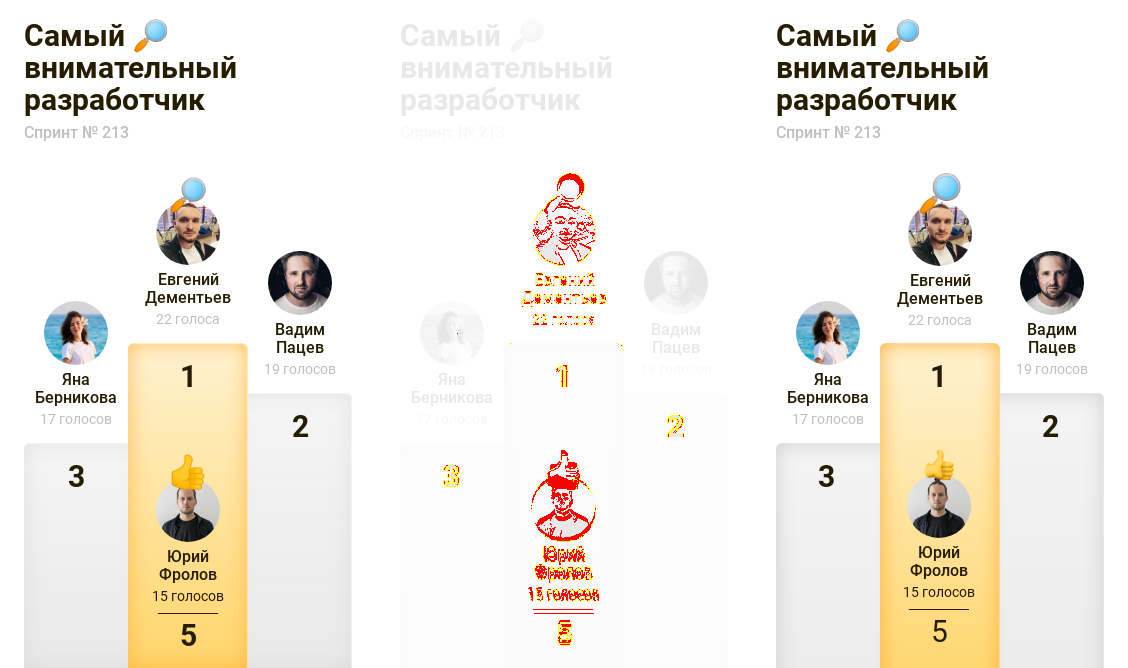 Самый 🔎
внимательный
разработчик
Спринт № 213
Евгений
Дементьев
22 голоса
Вадим
Пацев
19 голосов
Яна
Берникова
17 голосов
1
2
3
Юрий
Фролов
15 голосов
5
Самый 🔎
внимательный
разработчик
Спринт № 213
Евгений
Дементьев
22 голоса
Вадим
Пацев
19 голосов
Яна
Берникова
17 голосов
1
2
3
Юрий
Фролов
15 голосов
5
Самый 🔎
внимательный
разработчик
Спринт № 213
Евгений
Дементьев
22 голоса
Вадим
Пацев
19 голосов
Яна
Берникова
17 голосов
1
2
3
Юрий
Фролов
15 голосов
5